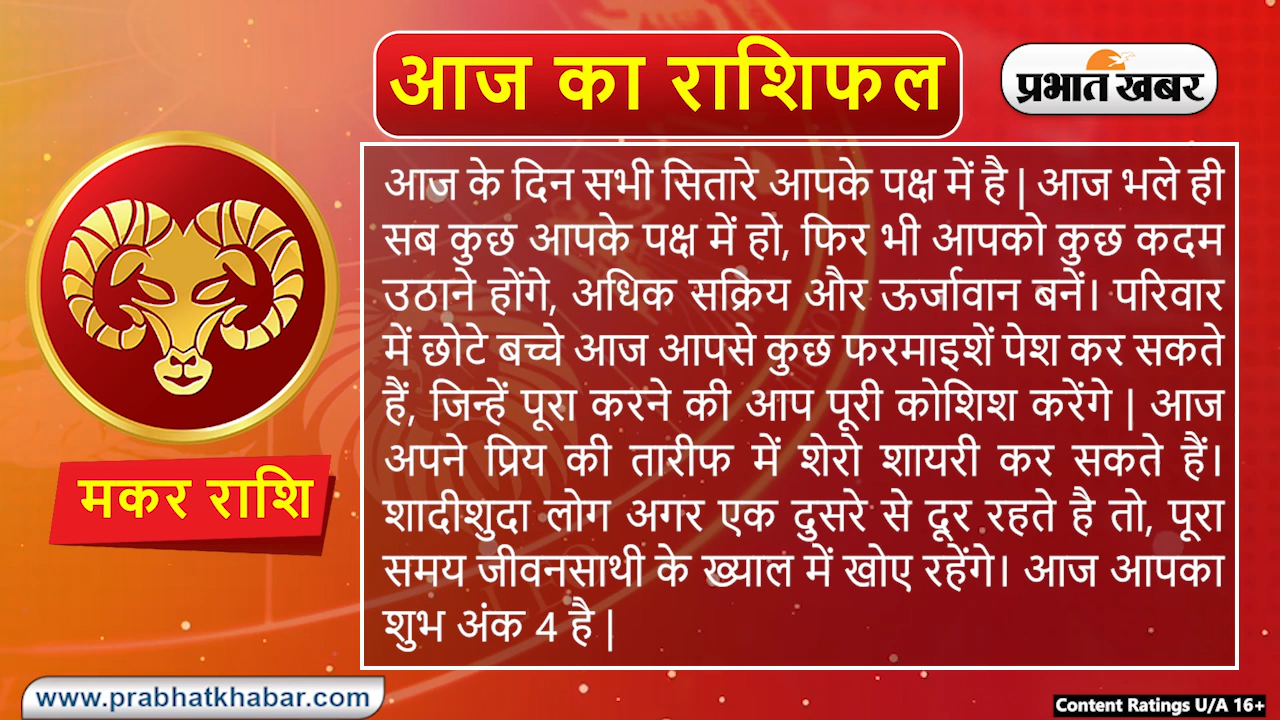 आज का राशिफल
प्रभात खबर
आज के दिन सभी सितारे आपके पक्ष में है | आज भले ही
सब कुछ आपके पक्ष में हो, फिर भी आपको कुछ कदम
उठाने होंगे, अधिक सक्रिय और ऊर्जावान बनें। परिवार
में छोटे बच्चे आज आपसे कुछ फरमाइशें पेश कर सकते
हैं, जिन्हें पूरा करने की आप पूरी कोशिश करेंगे | आज
अपने प्रिय की तारीफ में शेरो शायरी कर सकते हैं।
शादीशुदा लोग अगर एक दुसरे से दूर रहते है तो, पूरा
समय जीवनसाथी के ख्याल में खोए रहेंगे। आज आपका
शुभ अंक 4 है |
मकर राशि
www.prabhatkhabar.com
Content Ratings U/A 16+